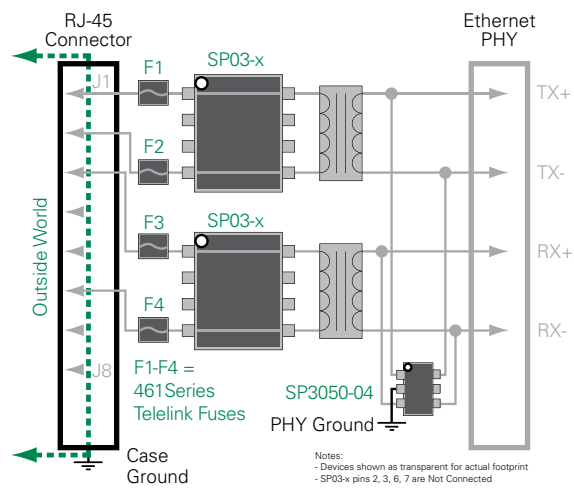 RJ-45
Connector
Ethernet
PHY
F1
SP03-x
J1
TX+
F2
TX-
Outside World
F3
SP03-x
RX+
F4
RX-
J8
F1-F4 =
461Series
Telelink Fuses
SP3050-04
PHY Ground
Case
Ground
Notes:
- Devices shown as transparent for actual footprint
- SP03-x pins 2, 3, 6, 7 are Not Connected